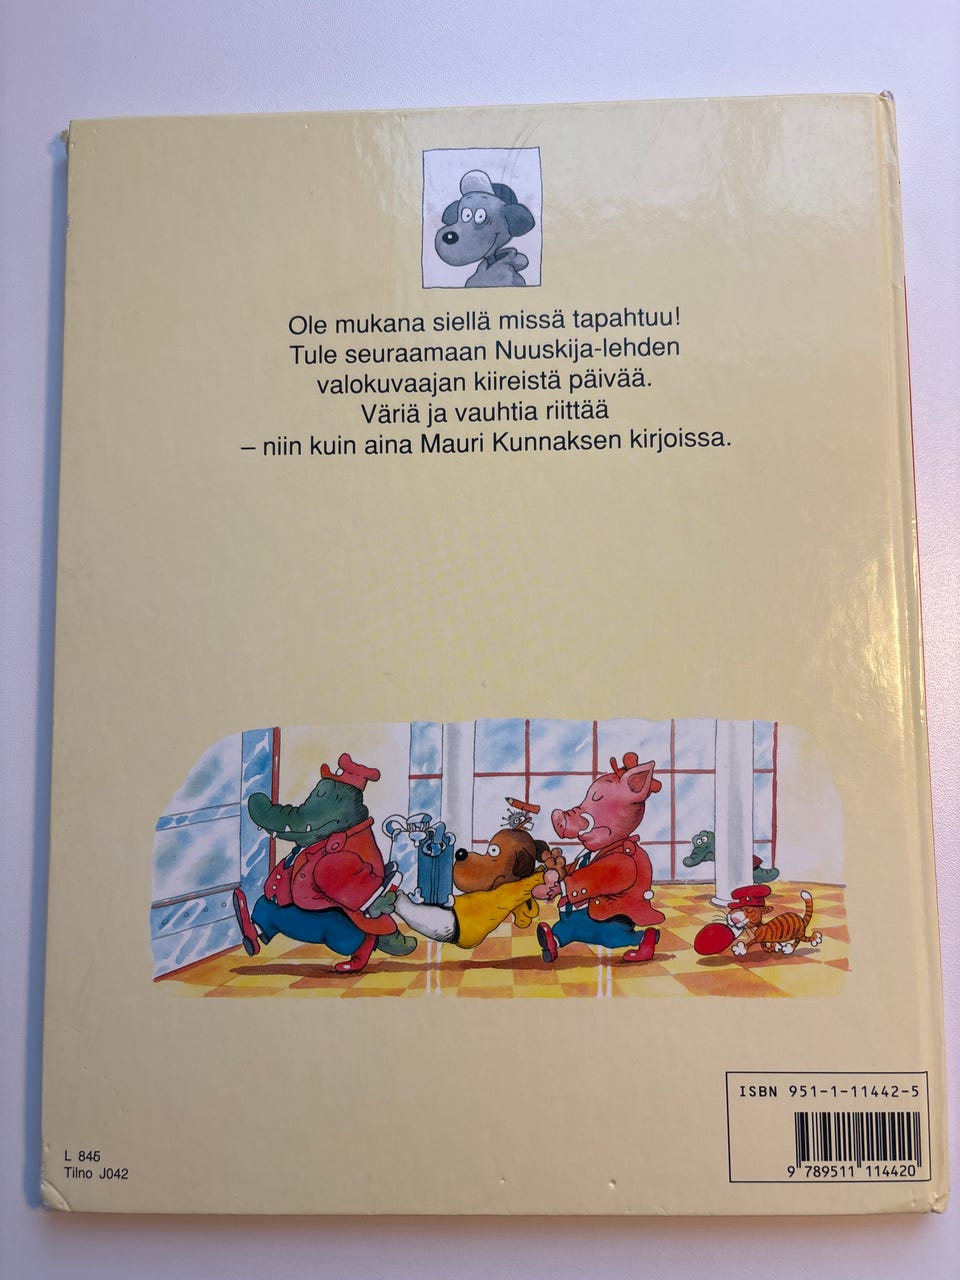 Ole mukana siellä missä tapahtuu!
Tule seuraamaan Nuuskija-lehden
valokuvaajan kiireistä päivää.
Väriä ja vauhtia riittää
– niin kuin aina Mauri Kunnaksen kirjoissa.
L 845
Tilno J042
ISBN 951-1-11442-5
9 789511 114420